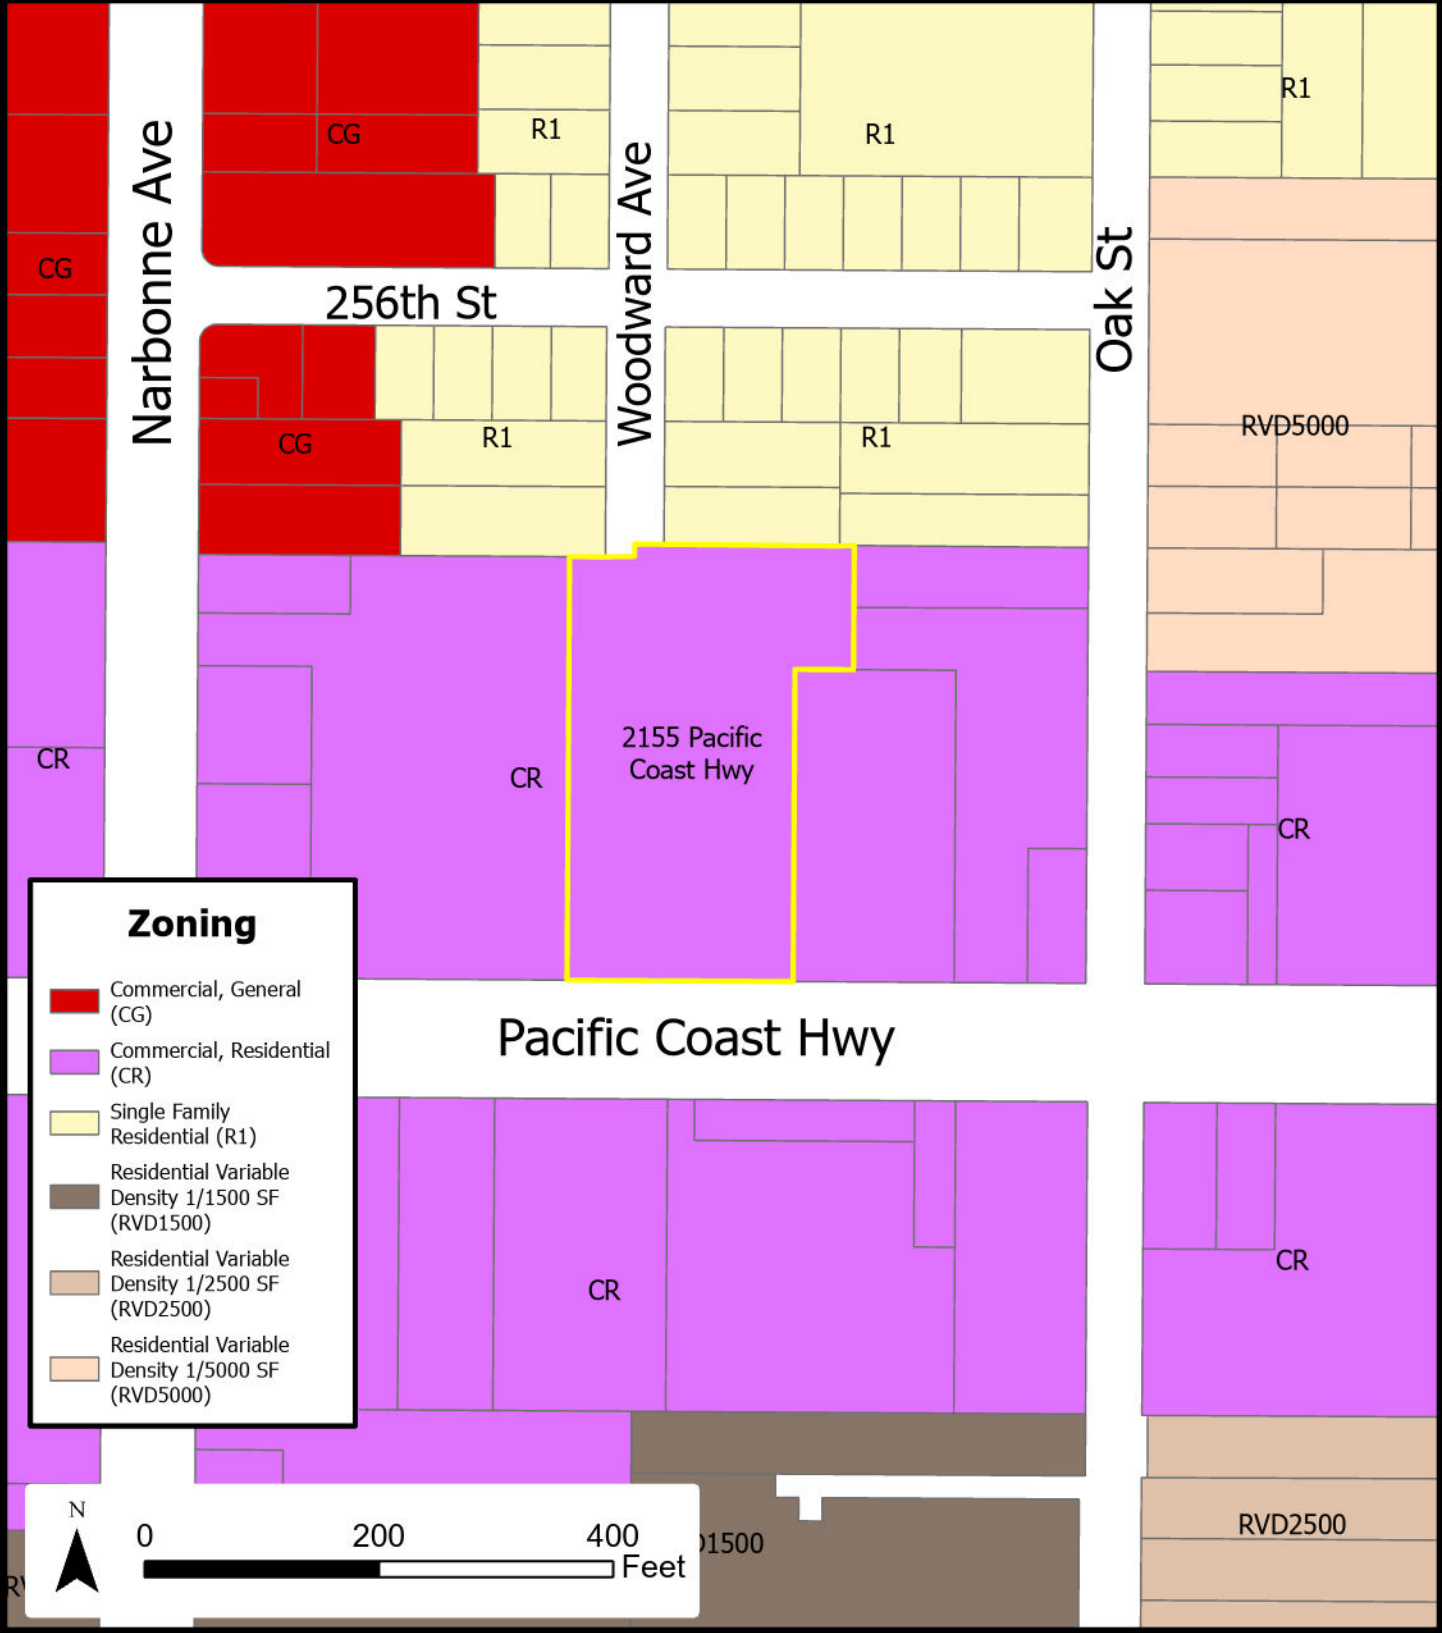 R1
CG
R1
R1
CG
Narbonne Ave
Woodward Ave
Oak St
256th St
RVD5000
CG
R1
R1
2155 Pacific
Coast Hwy
CR
CR
CR
Zoning
Commercial, General
(CG)
Commercial, Residential
(CR)
Single Family
Residential (R1)
Residential Variable
Density 1/1500 SF
(RVD1500)
Residential Variable
Density 1/2500 SF
(RVD2500)
Residential Variable
Density 1/5000 SF
(RVD5000)
Pacific Coast Hwy
CR
CR
N
0 200 400
Feet
D1500
RVD2500
RV